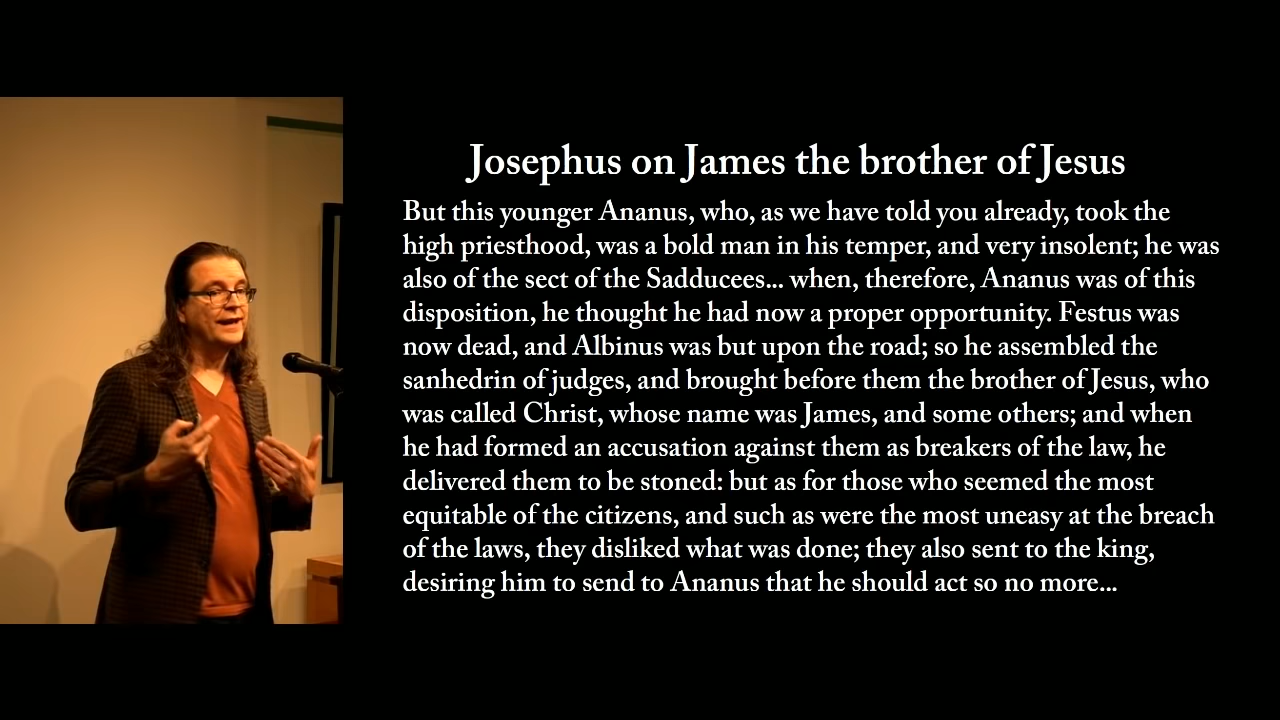 Josephus on James the brother of Jesus
But this younger Ananus, who, as we have told you already, took the
high priesthood, was a bold man in his temper, and very insolent; he was
also of the sect of the Sadducees... when, therefore, Ananus was of this
disposition, he thought he had now a proper opportunity. Festus was
now dead, and Albinus was but upon the road; so he assembled the
sanhedrin of judges, and brought before them the brother of Jesus, who
was called Christ, whose name was James, and some others; and when
he had formed an accusation against them as breakers of the law, he
delivered them to be stoned: but as for those who seemed the most
equitable of the citizens, and such as were the most uneasy at the breach
of the laws, they disliked what was done; they also sent to the king,
desiring him to send to Ananus that he should act so no more...